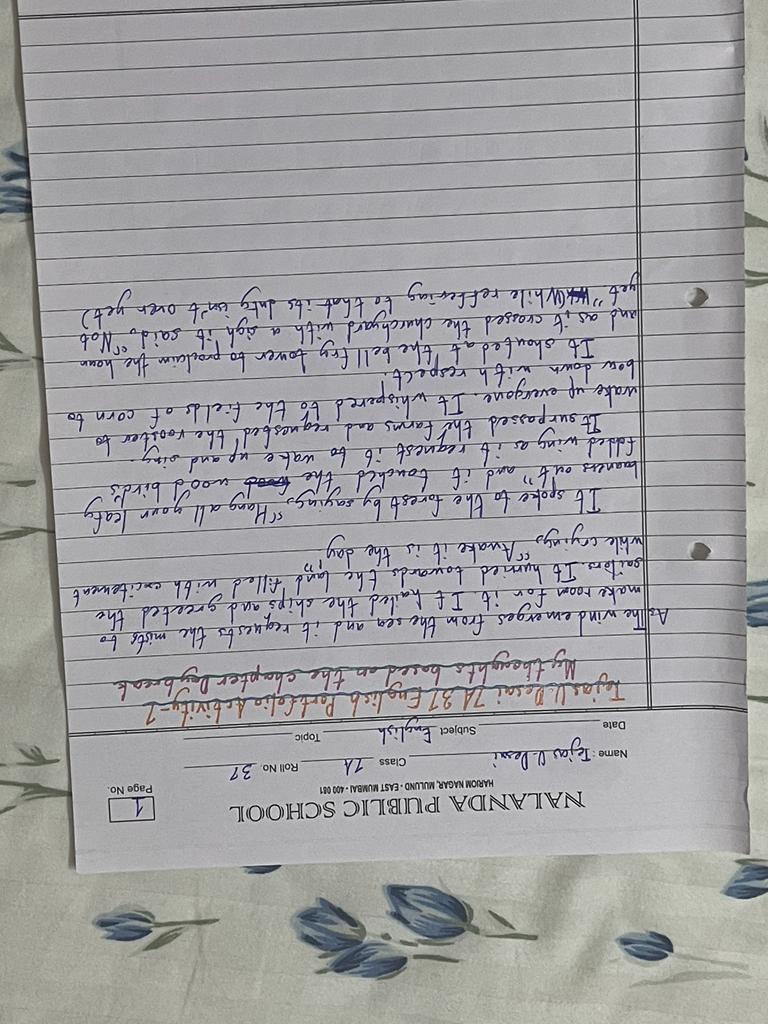 NALANDA PUBLIC SCHOOL
HARIOM NAGAR, MULUND - EAST MUMBAI - 400 081
1
Page No.
Name : Tejas U. Desai Class 7A Roll No. 37
Date Subject English Topic
Tejas U. Desai 7A 37 English Portfolio Activity-1
My thoughts based on the chapter Daybreak
As The wind emerges from the sea and it requests the mists to
make room for it. It hailed the ships and greeted the
sailors. It hurried towards the land filled with excitement
while crying, "Awake it is the day!"
It spoke to the forest by saying, "Hang all your leafy
banners out" and it touched the wood bird's
folded wing as it request it to wake up and sing.
It surpassed the farms and requested the rooster to
wake up everyone. It whispered to the fields of corn to
bow down with respect.
It shouted at the bell fry tower to proclaim the hour
and as it crossed the churchyard with a sigh it said, "Not
yet" (While reffering to that its duty isn't over yet)